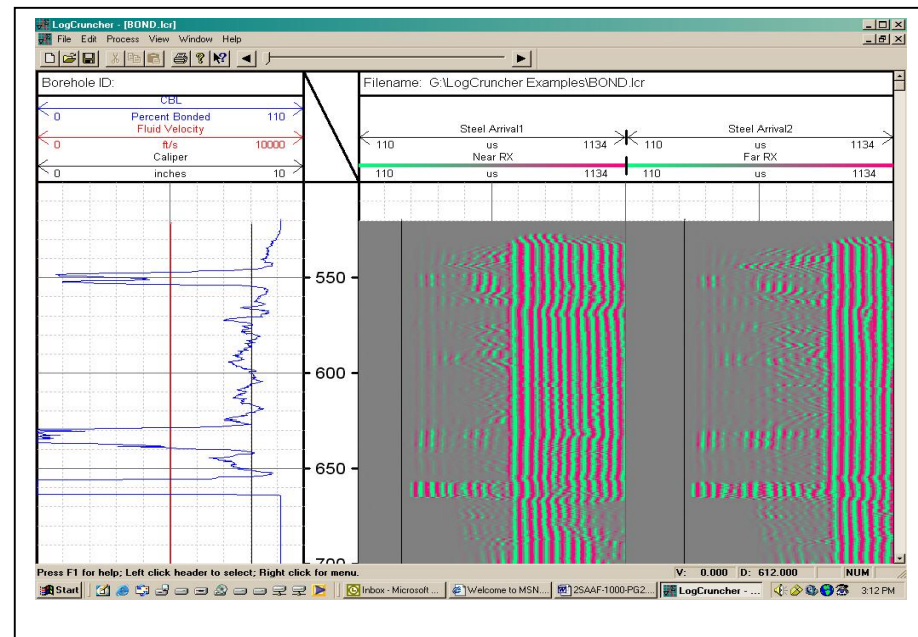 LogCruncher - [BOND.lcr]
File Edit Process View Window Help
Borehole ID:
Filename: G:\LogCruncher Examples\BOND.lcr
CBL
0 Percent Bonded 110
Fluid Velocity
0 ft/s 10000
Caliper
0 inches 10
Steel Arrival1 Steel Arrival2
110 us 1134 110 us 1134
Near RX Far RX
110 us 1134 110 us 1134
550
600
650
700
Press F1 for help; Left click header to select; Right click for menu. V: 0.000 D: 612.000 NUM
Start Inbox - Microsoft ... Welcome to MSN.... 2SAAF-1000-PG2... LogCruncher - ... 3:12 PM